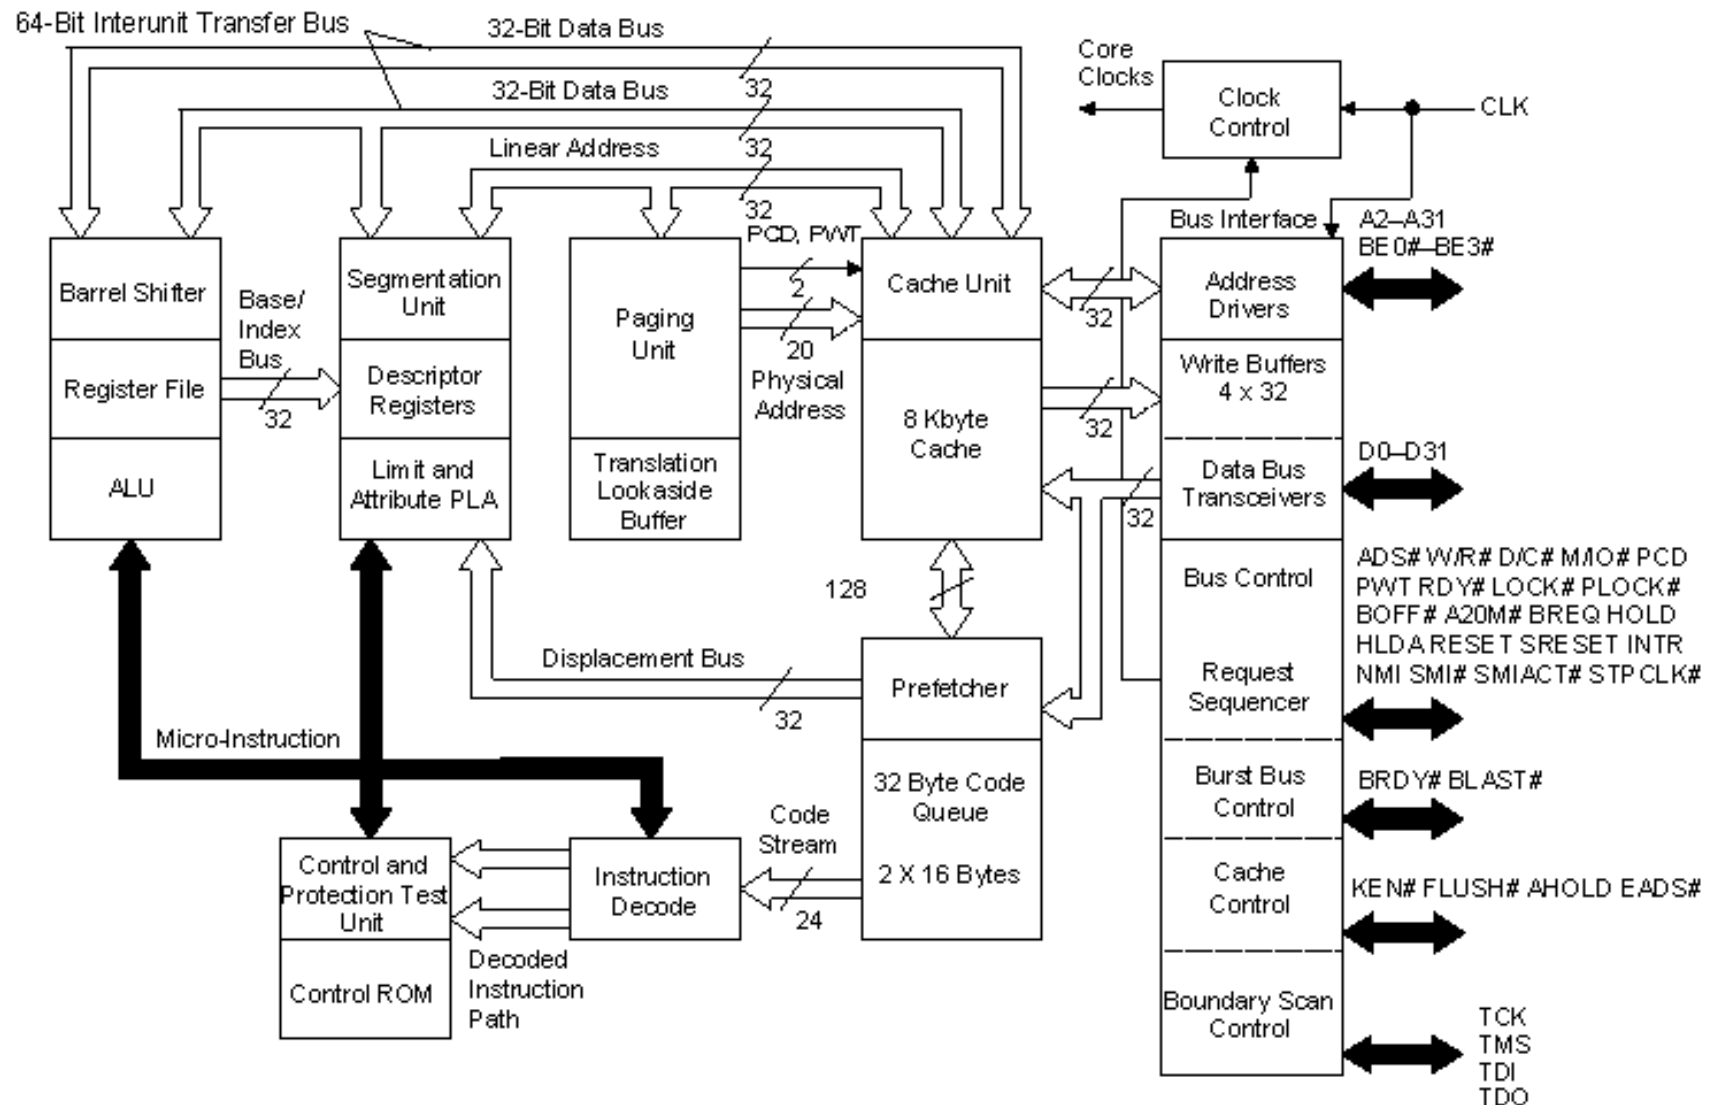 64-Bit Interunit Transfer Bus
32-Bit Data Bus
32
32-Bit Data Bus
32
Linear Address
32
PCD, PWT
2
20
Physical
Address
Core
Clocks
Clock
Control
CLK
Barrel Shifter
Register File
ALU
Base/
Index
Bus
32
Segmentation
Unit
Descriptor
Registers
Limit and
Attribute PLA
Paging
Unit
Translation
Lookaside
Buffer
Cache Unit
8 Kbyte
Cache
32
32
32
128
Bus Interface
Address
Drivers
Write Buffers
4 x 32
Data Bus
Transceivers
Bus Control
Request
Sequencer
Burst Bus
Control
Cache
Control
Boundary Scan
Control
A2–A31
BE0#–BE3#
D0–D31
ADS# W/R# D/C# M/IO# PCD
PWT RDY# LOCK# PLOCK#
BOFF# A20M# BREQ HOLD
HLDA RESET SRESET INTR
NMI SMI# SMIACT# STPCLK#
BRDY# BLAST#
KEN# FLUSH# AHOLD EADS#
TCK
TMS
TDI
TDO
Displacement Bus
32
Prefetcher
32 Byte Code
Queue
2 X 16 Bytes
Micro-Instruction
Code
Stream
24
Instruction
Decode
Control and
Protection Test
Unit
Control ROM
Decoded
Instruction
Path